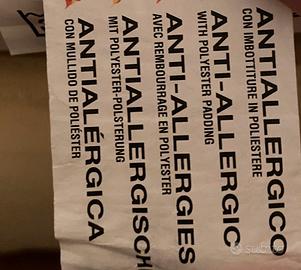 ANTIALLERGICO
CON IMBOTTITURE IN POLIESTERE
ANTI-ALLERGIC
WITH POLYESTER PADDING
ANTI-ALLERGIES
AVEC REMBOURRAGE EN POLYESTER
ANTIALLERGISCH
MIT POLYESTER-POLSTERUNG
ANTIALÉRGICA
CON MULLIDO DE POLIÉSTER
Subito